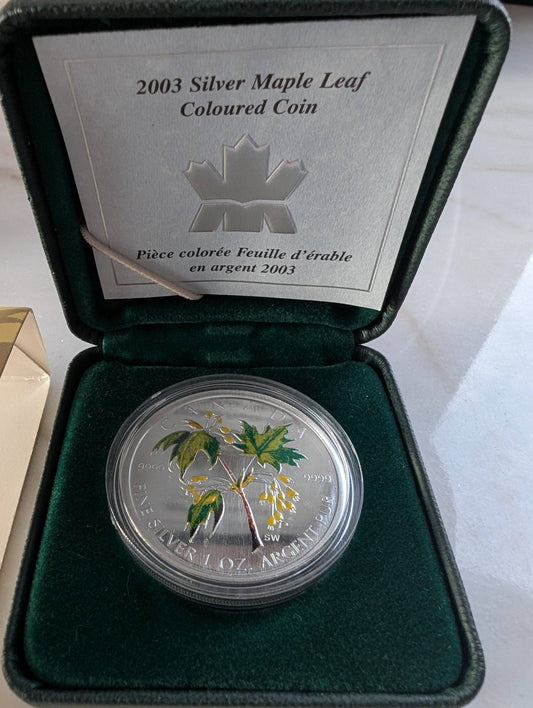 2003 Silver Maple Leaf
Coloured Coin
Pièce colorée Feuille d'érable
en argent 2003
CANADA
9999 9999
FINE SILVER 1 OZ. ARGENT PUR
SW